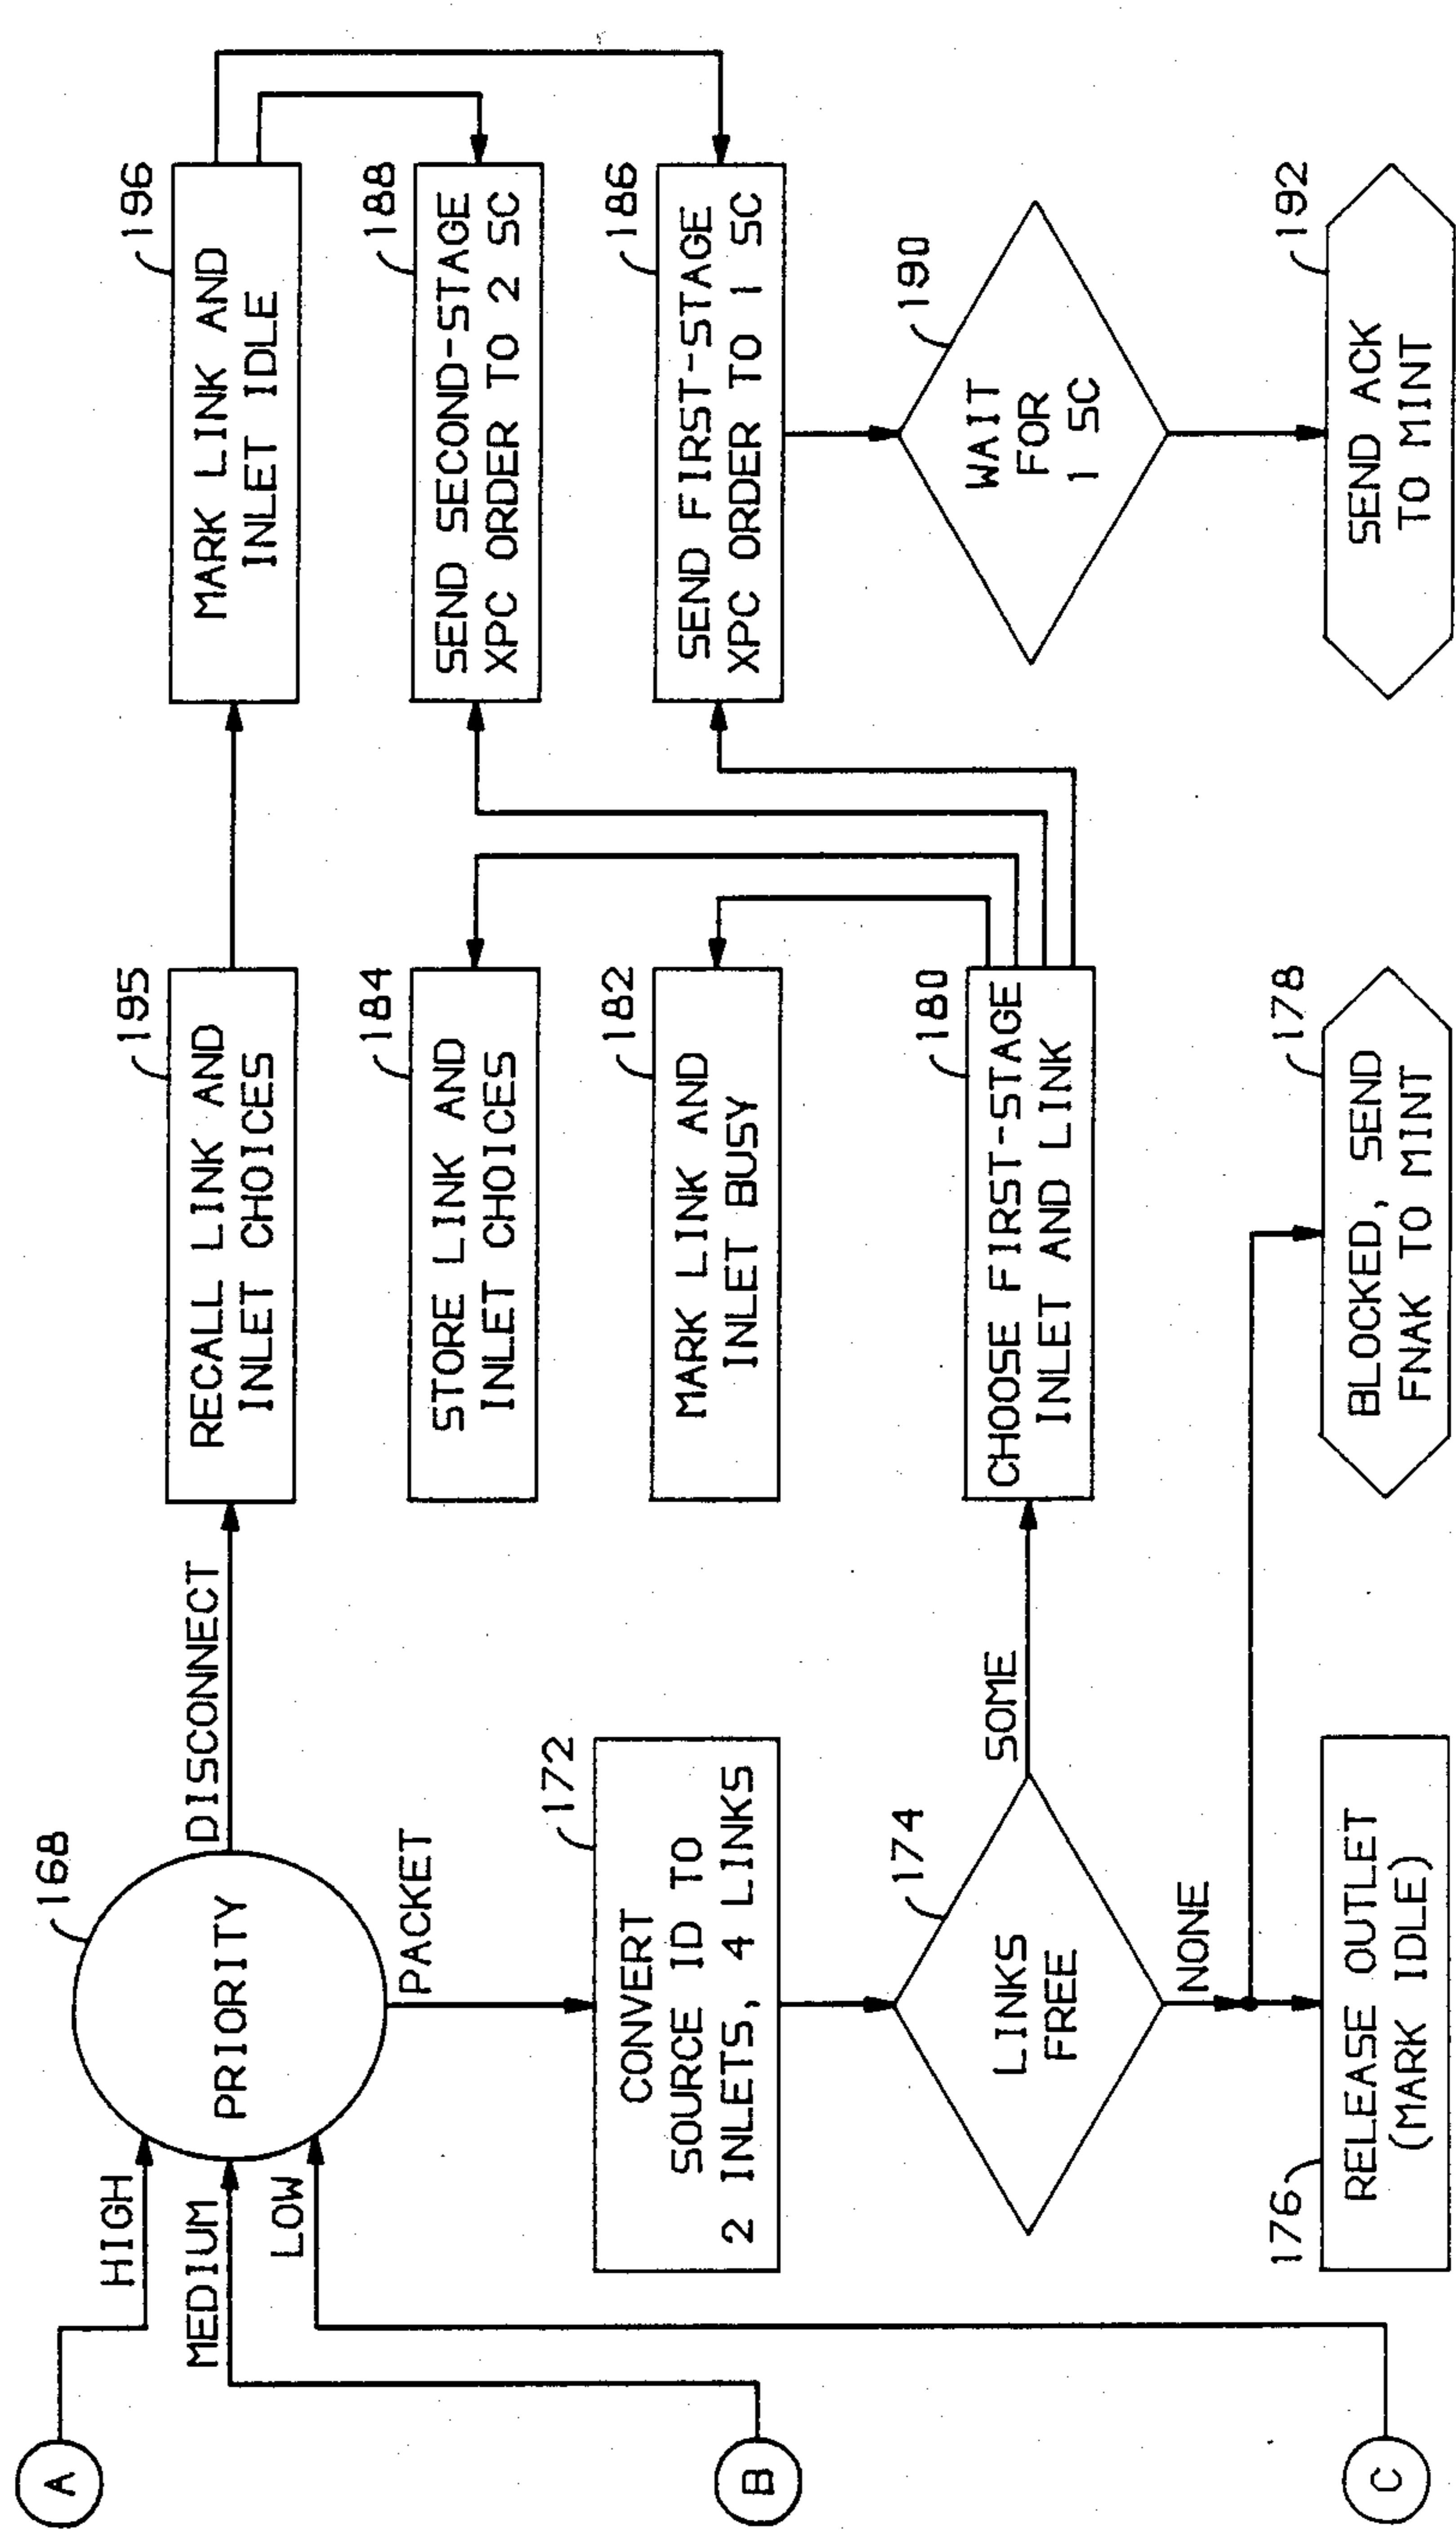 A
HIGH
MEDIUM
LOW
B
C
168
PRIORITY
DISCONNECT
PACKET
172
CONVERT
SOURCE ID TO
2 INLETS, 4 LINKS
174
LINKS
FREE
SOME
NONE
176
RELEASE OUTLET
(MARK IDLE)
195
RECALL LINK AND
INLET CHOICES
184
STORE LINK AND
INLET CHOICES
182
MARK LINK AND
INLET BUSY
180
CHOOSE FIRST-STAGE
INLET AND LINK
178
BLOCKED, SEND
FNAK TO MINT
196
MARK LINK AND
INLET IDLE
188
SEND SECOND-STAGE
XPC ORDER TO 2 SC
186
SEND FIRST-STAGE
XPC ORDER TO 1 SC
190
WAIT
FOR
1 SC
192
SEND ACK
TO MINT